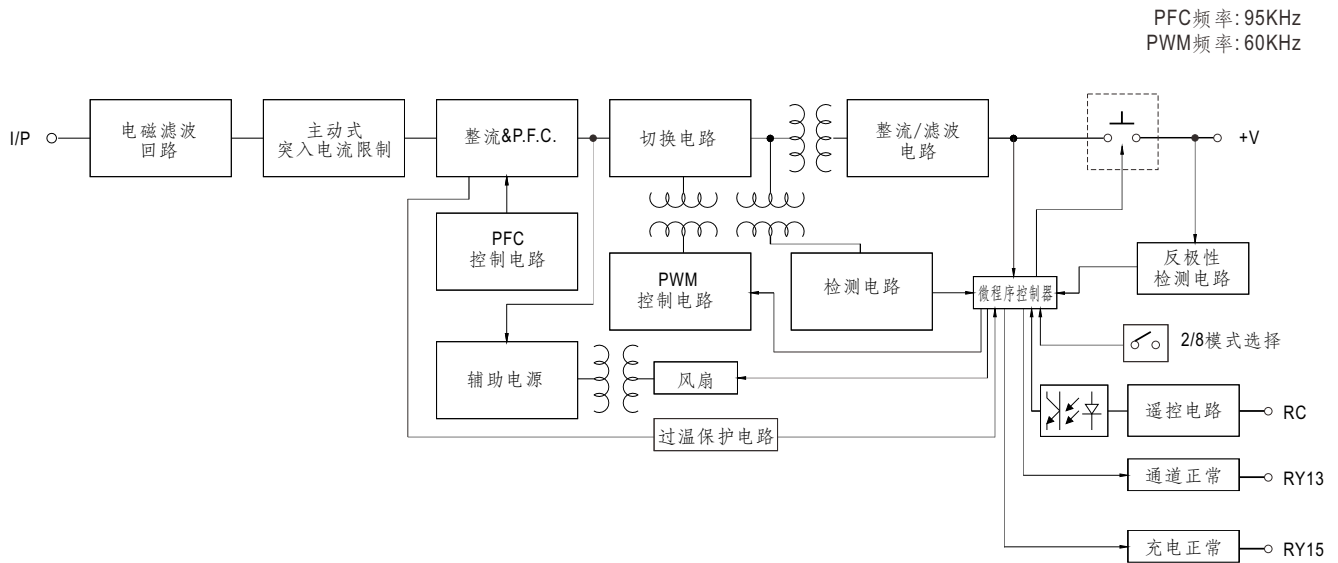 PFC频率: 95KHz
PWM频率: 60KHz
I/P
电磁滤波
回路
主动式
突入电流限制
整流&P.F.C.
切换电路
整流/滤波
电路
+V
PFC
控制电路
PWM
控制电路
检测电路
微程序控制器
反极性
检测电路
2/8模式选择
辅助电源
风扇
遥控电路
RC
过温保护电路
通道正常
RY13
充电正常
RY15